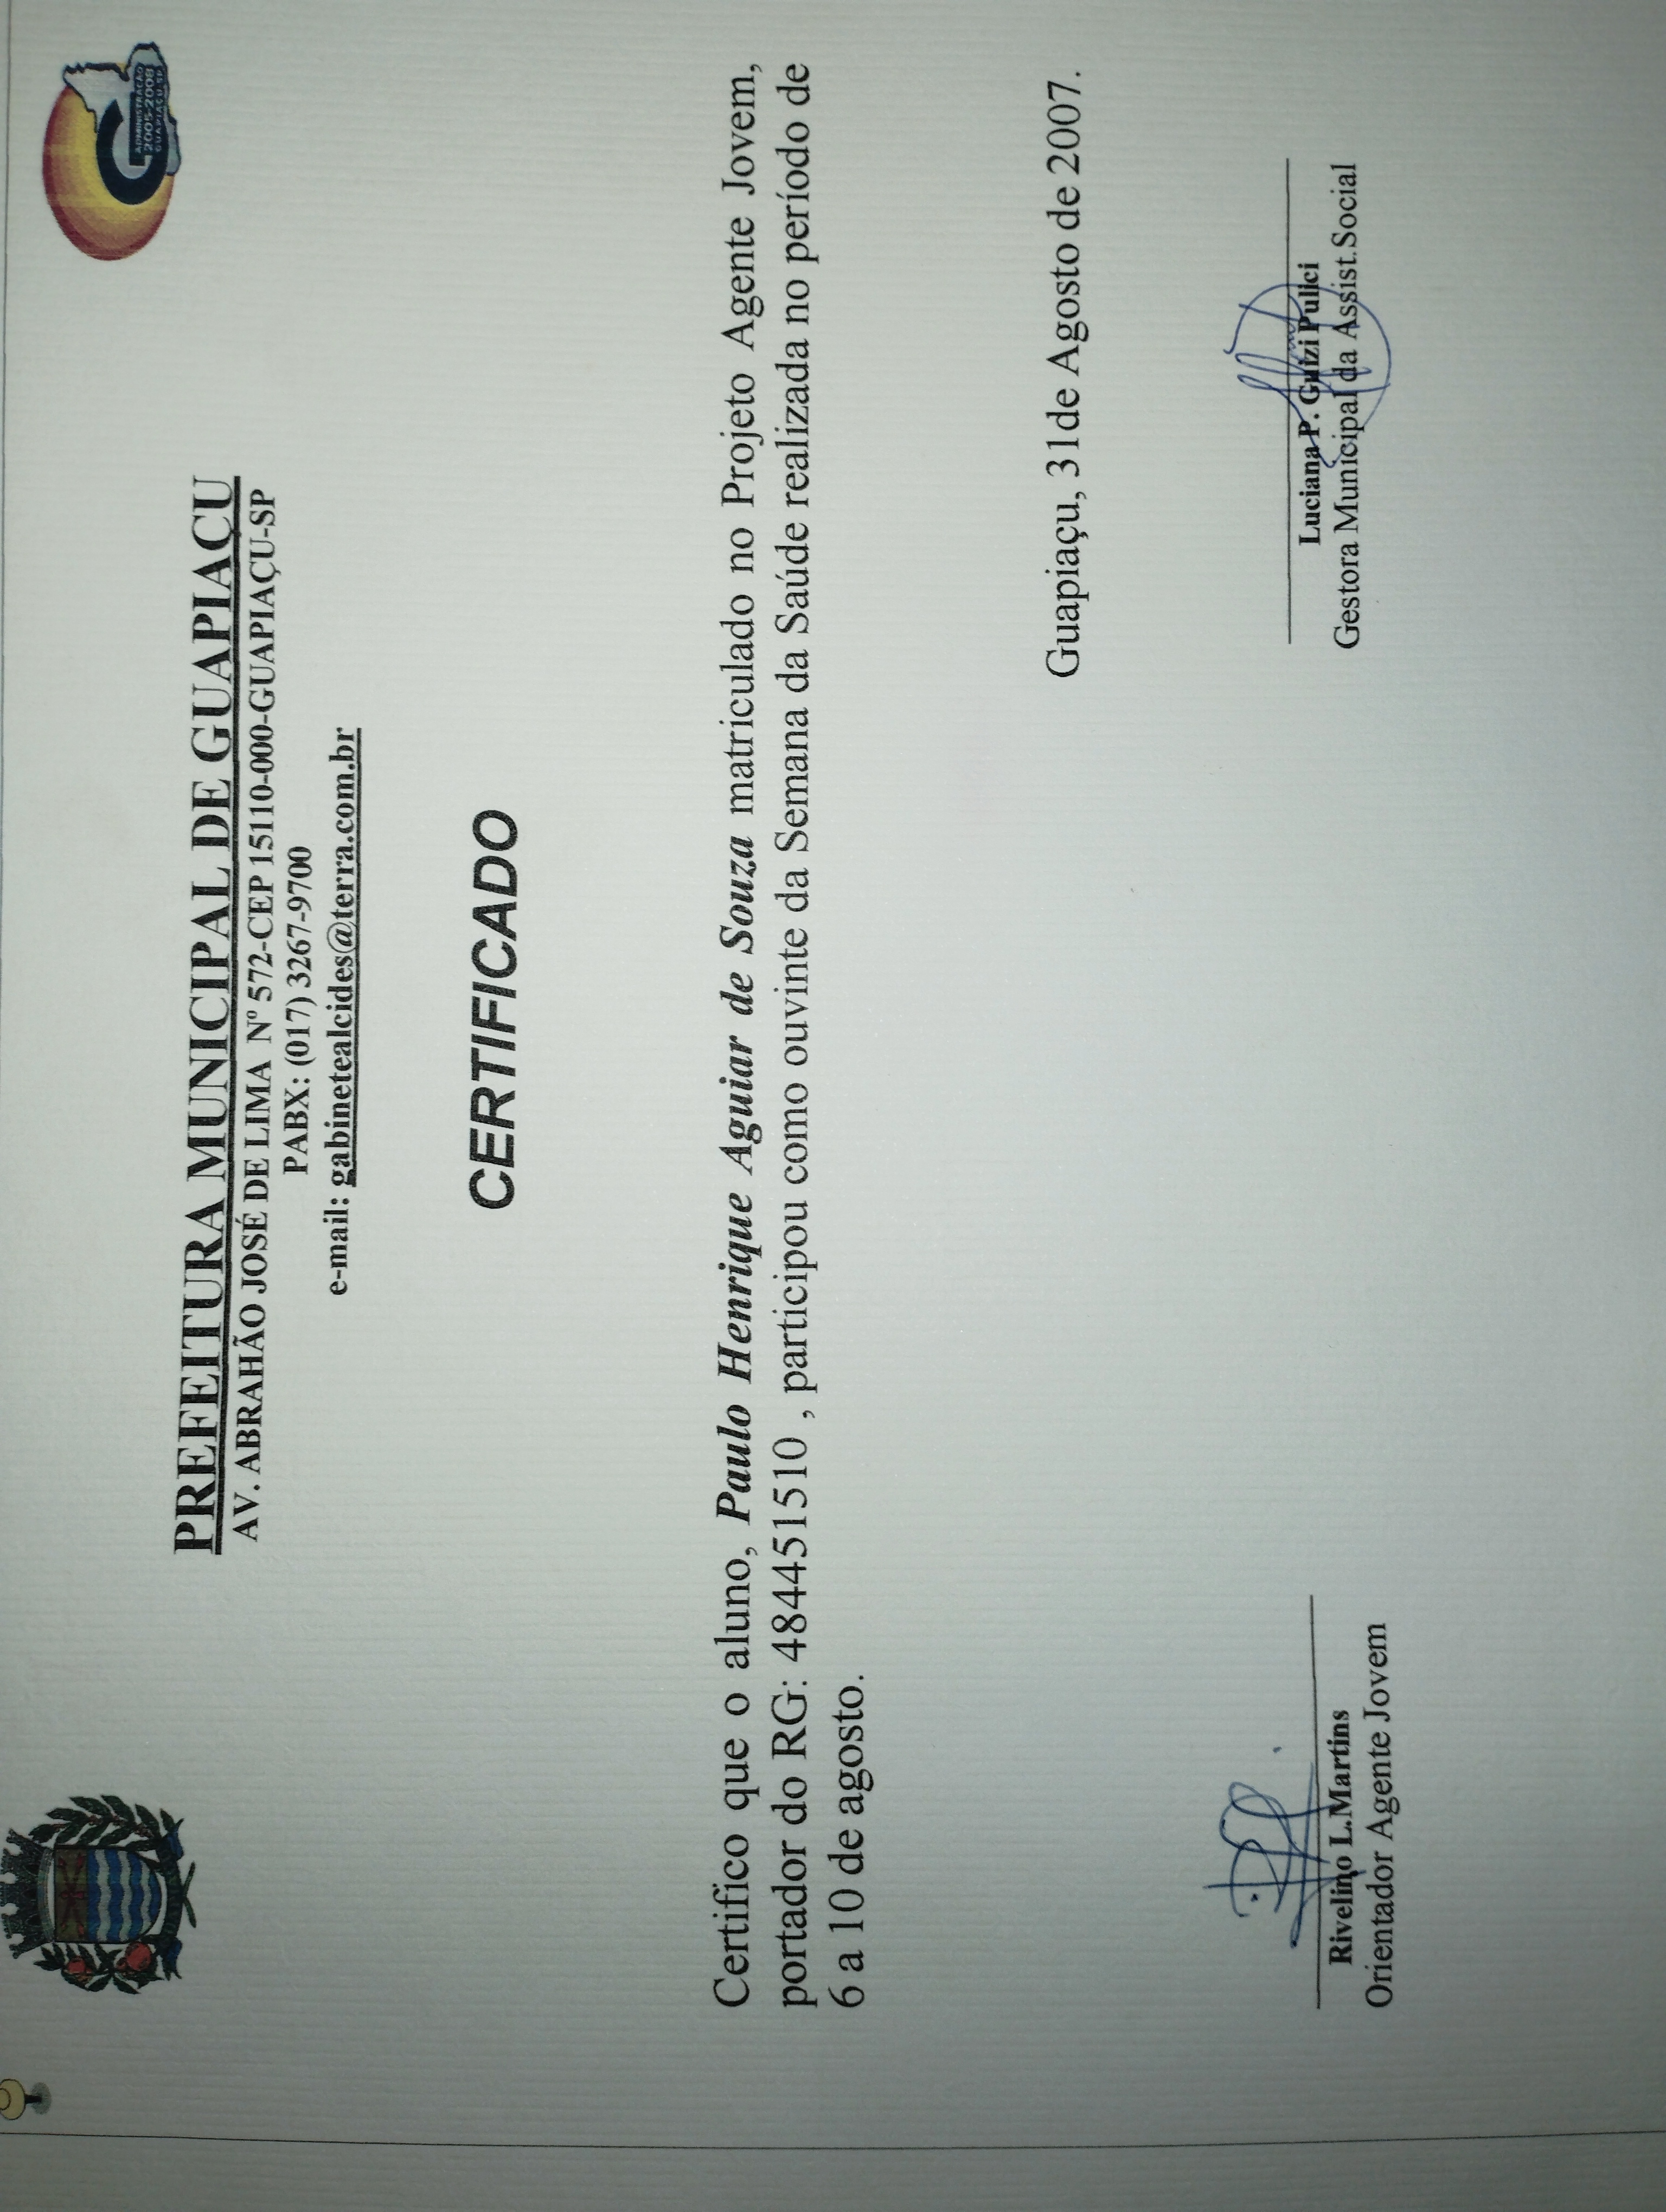 ADMINISTRAÇÃO
2005-2008
GUAPIAÇU-SP
PREFEITURA MUNICIPAL DE GUAPIAÇU
AV. ABRAHÃO JOSÉ DE LIMA Nº 572-CEP 15110-000-GUAPIAÇU-SP
PABX: (017) 3267-9700
e-mail: gabinetealcides@terra.com.br
CERTIFICADO
Certifico que o aluno, Paulo Henrique Aguiar de Souza matriculado no Projeto Agente Jovem,
portador do RG: 484451510 , participou como ouvinte da Semana da Saúde realizada no período de
6 a 10 de agosto.
Guapiaçu, 31de Agosto de 2007.
Rivelino L.Martins
Orientador Agente Jovem
Luciana P. Guizi Pulici
Gestora Municipal da Assist.Social